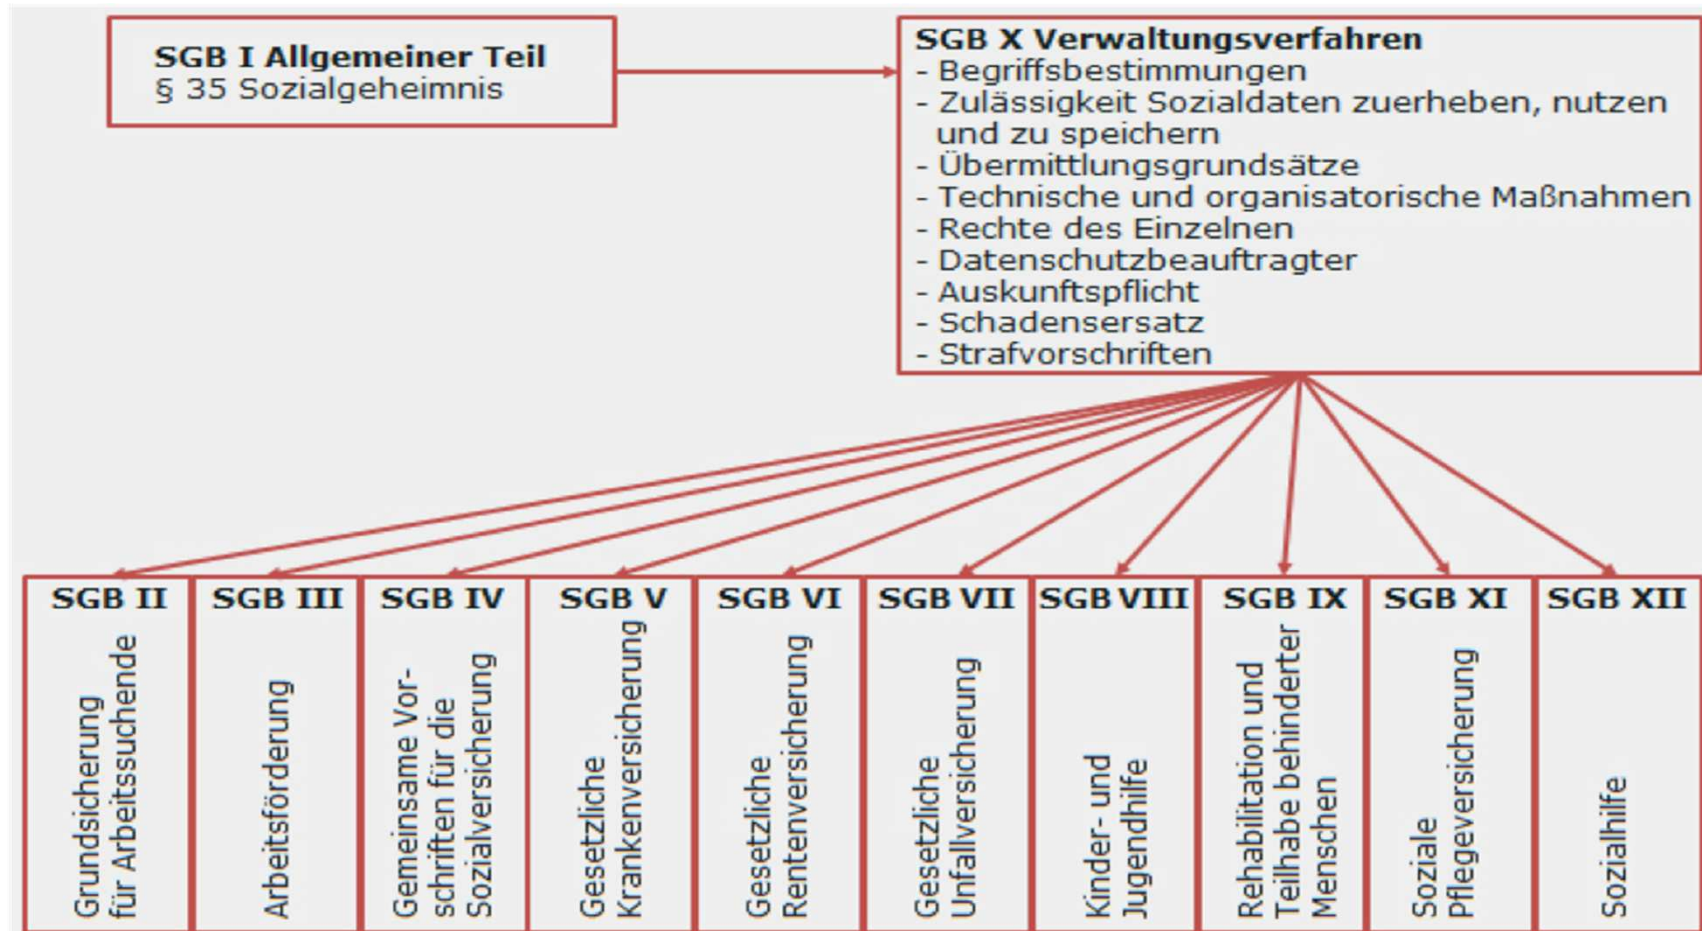 SGB I Allgemeiner Teil
§ 35 Sozialgeheimnis
SGB X Verwaltungsverfahren
- Begriffsbestimmungen
- Zulässigkeit Sozialdaten zuerheben, nutzen
und zu speichern
- Übermittlungsgrundsätze
- Technische und organisatorische Maßnahmen
- Rechte des Einzelnen
- Datenschutzbeauftragter
- Auskunftspflicht
- Schadensersatz
- Strafvorschriften
SGB II
Grundsicherung
für Arbeitssuchende
SGB III
Arbeitsförderung
SGB IV
Gemeinsame Vor-
schriften für die
Sozialversicherung
SGB V
Gesetzliche
Krankenversicherung
SGB VI
Gesetzliche
Rentenversicherung
SGB VII
Gesetzliche
Unfallversicherung
SGB VIII
Kinder- und
Jugendhilfe
SGB IX
Rehabilitation und
Teilhabe behinderter
Menschen
SGB XI
Soziale
Pflegeversicherung
SGB XII
Sozialhilfe